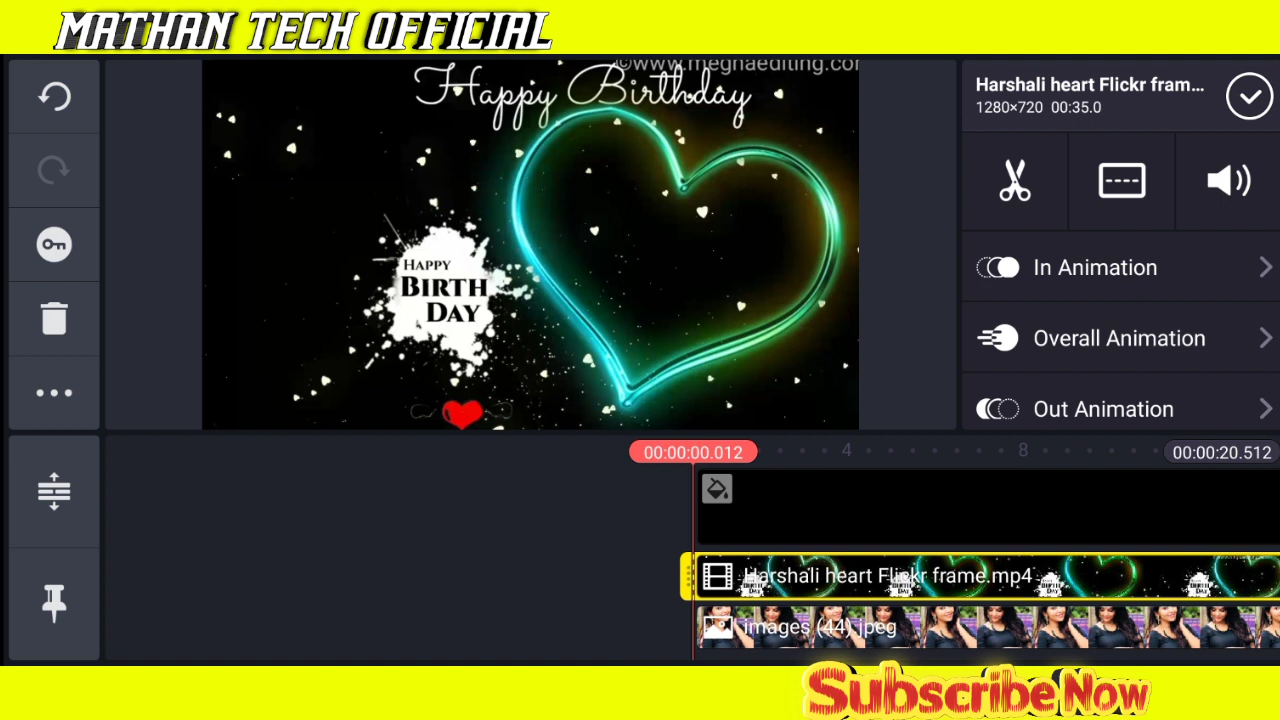 MATHAN TECH OFFICIAL
©www.meghaediting.com
Happy Birthday
HAPPY
BIRTH
DAY
Harshali heart Flickr fram...
1280×720 00:35.0
In Animation
Overall Animation
Out Animation
00:00:00.012
4
8
00:00:20.512
Harshali heart Flickr frame.mp4
images (44).jpeg
Subscribe Now